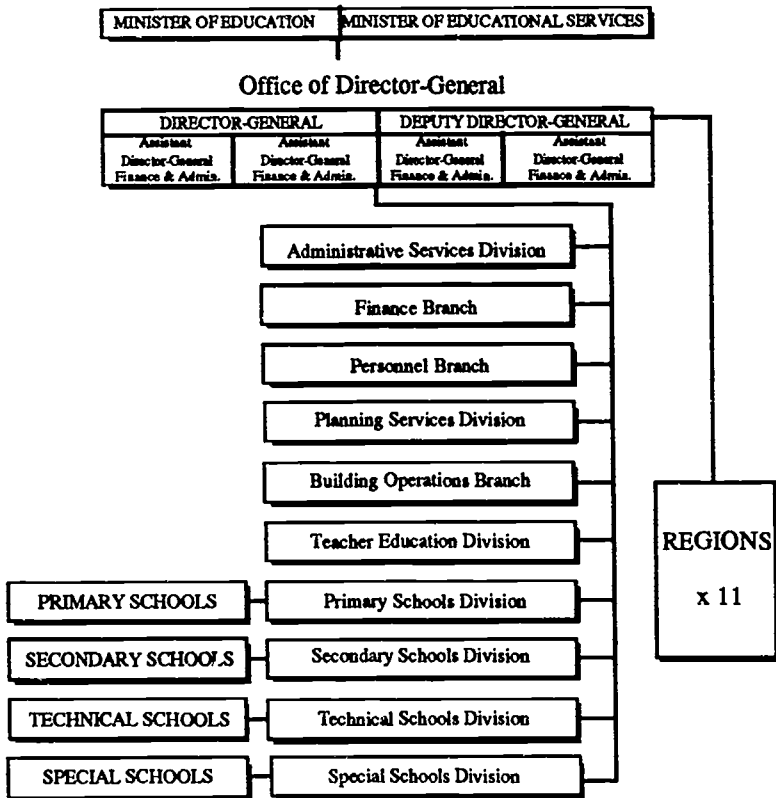 MINISTER OF EDUCATION MINISTER OF EDUCATIONAL SERVICES
Office of Director-General
DIRECTOR-GENERAL DEPUTY DIRECTOR-GENERAL
Assistant Assistant Assistant Assistant
Director-General Director-General Director-General Director-General
Finance & Admin. Finance & Admin. Finance & Admin. Finance & Admin.
Administrative Services Division
Finance Branch
Personnel Branch
Planning Services Division
Building Operations Branch
Teacher Education Division
PRIMARY SCHOOLS Primary Schools Division
SECONDARY SCHOOLS Secondary Schools Division
TECHNICAL SCHOOLS Technical Schools Division
SPECIAL SCHOOLS Special Schools Division
REGIONS
x 11